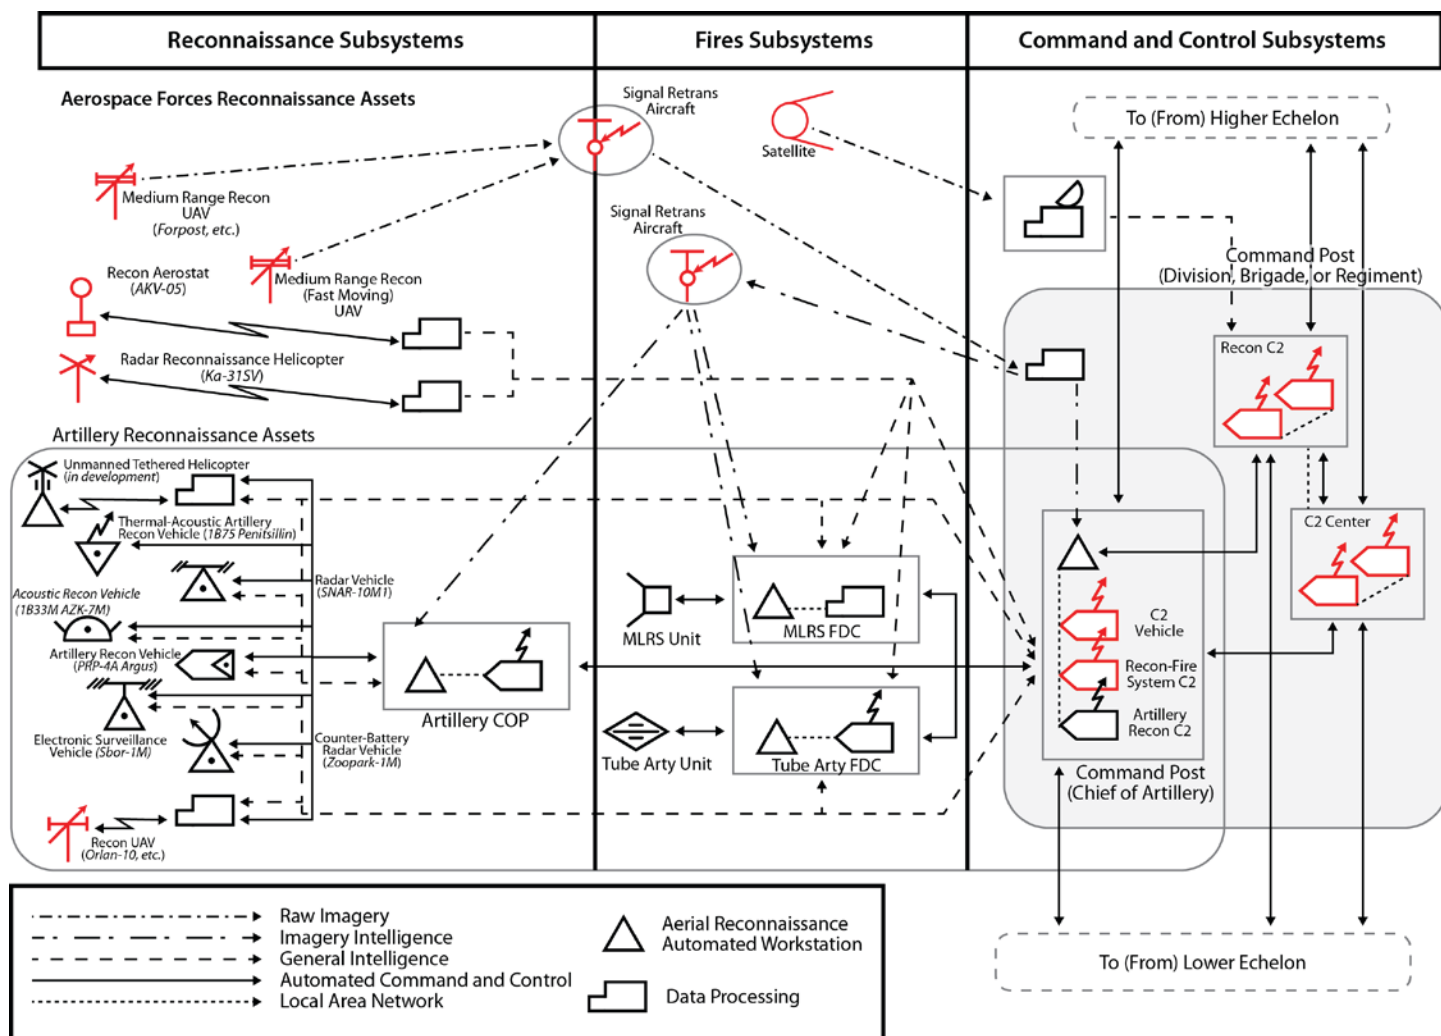 Reconnaissance Subsystems
Fires Subsystems
Command and Control Subsystems
Aerospace Forces Reconnaissance Assets
Signal Retrans
Aircraft
Satellite
To (From) Higher Echelon
Medium Range Recon
UAV
(Forpost, etc.)
Signal Retrans
Aircraft
Recon Aerostat
(AKV-05)
Medium Range Recon
(Fast Moving)
UAV
Command Post
(Division, Brigade, or Regiment)
Radar Reconnaissance Helicopter
(Ka-31SV)
Recon C2
Artillery Reconnaissance Assets
Unmanned Tethered Helicopter
(in development)
Thermal-Acoustic Artillery
Recon Vehicle (1B75 Penitsillin)
C2 Center
Acoustic Recon Vehicle
(1B33M AZK-7M)
Radar Vehicle
(SNAR-10M1)
MLRS Unit
MLRS FDC
C2
Vehicle
Artillery Recon Vehicle
(PRP-4A Argus)
Recon-Fire
System C2
Artillery COP
Artillery
Recon C2
Electronic Surveillance
Vehicle (Sbor-1M)
Counter-Battery
Radar Vehicle
(Zoopark-1M)
Tube Arty Unit
Tube Arty FDC
Command Post
(Chief of Artillery)
Recon UAV
(Orlan-10, etc.)
Raw Imagery
Imagery Intelligence
General Intelligence
Automated Command and Control
Local Area Network
Aerial Reconnaissance
Automated Workstation
Data Processing
To (From) Lower Echelon